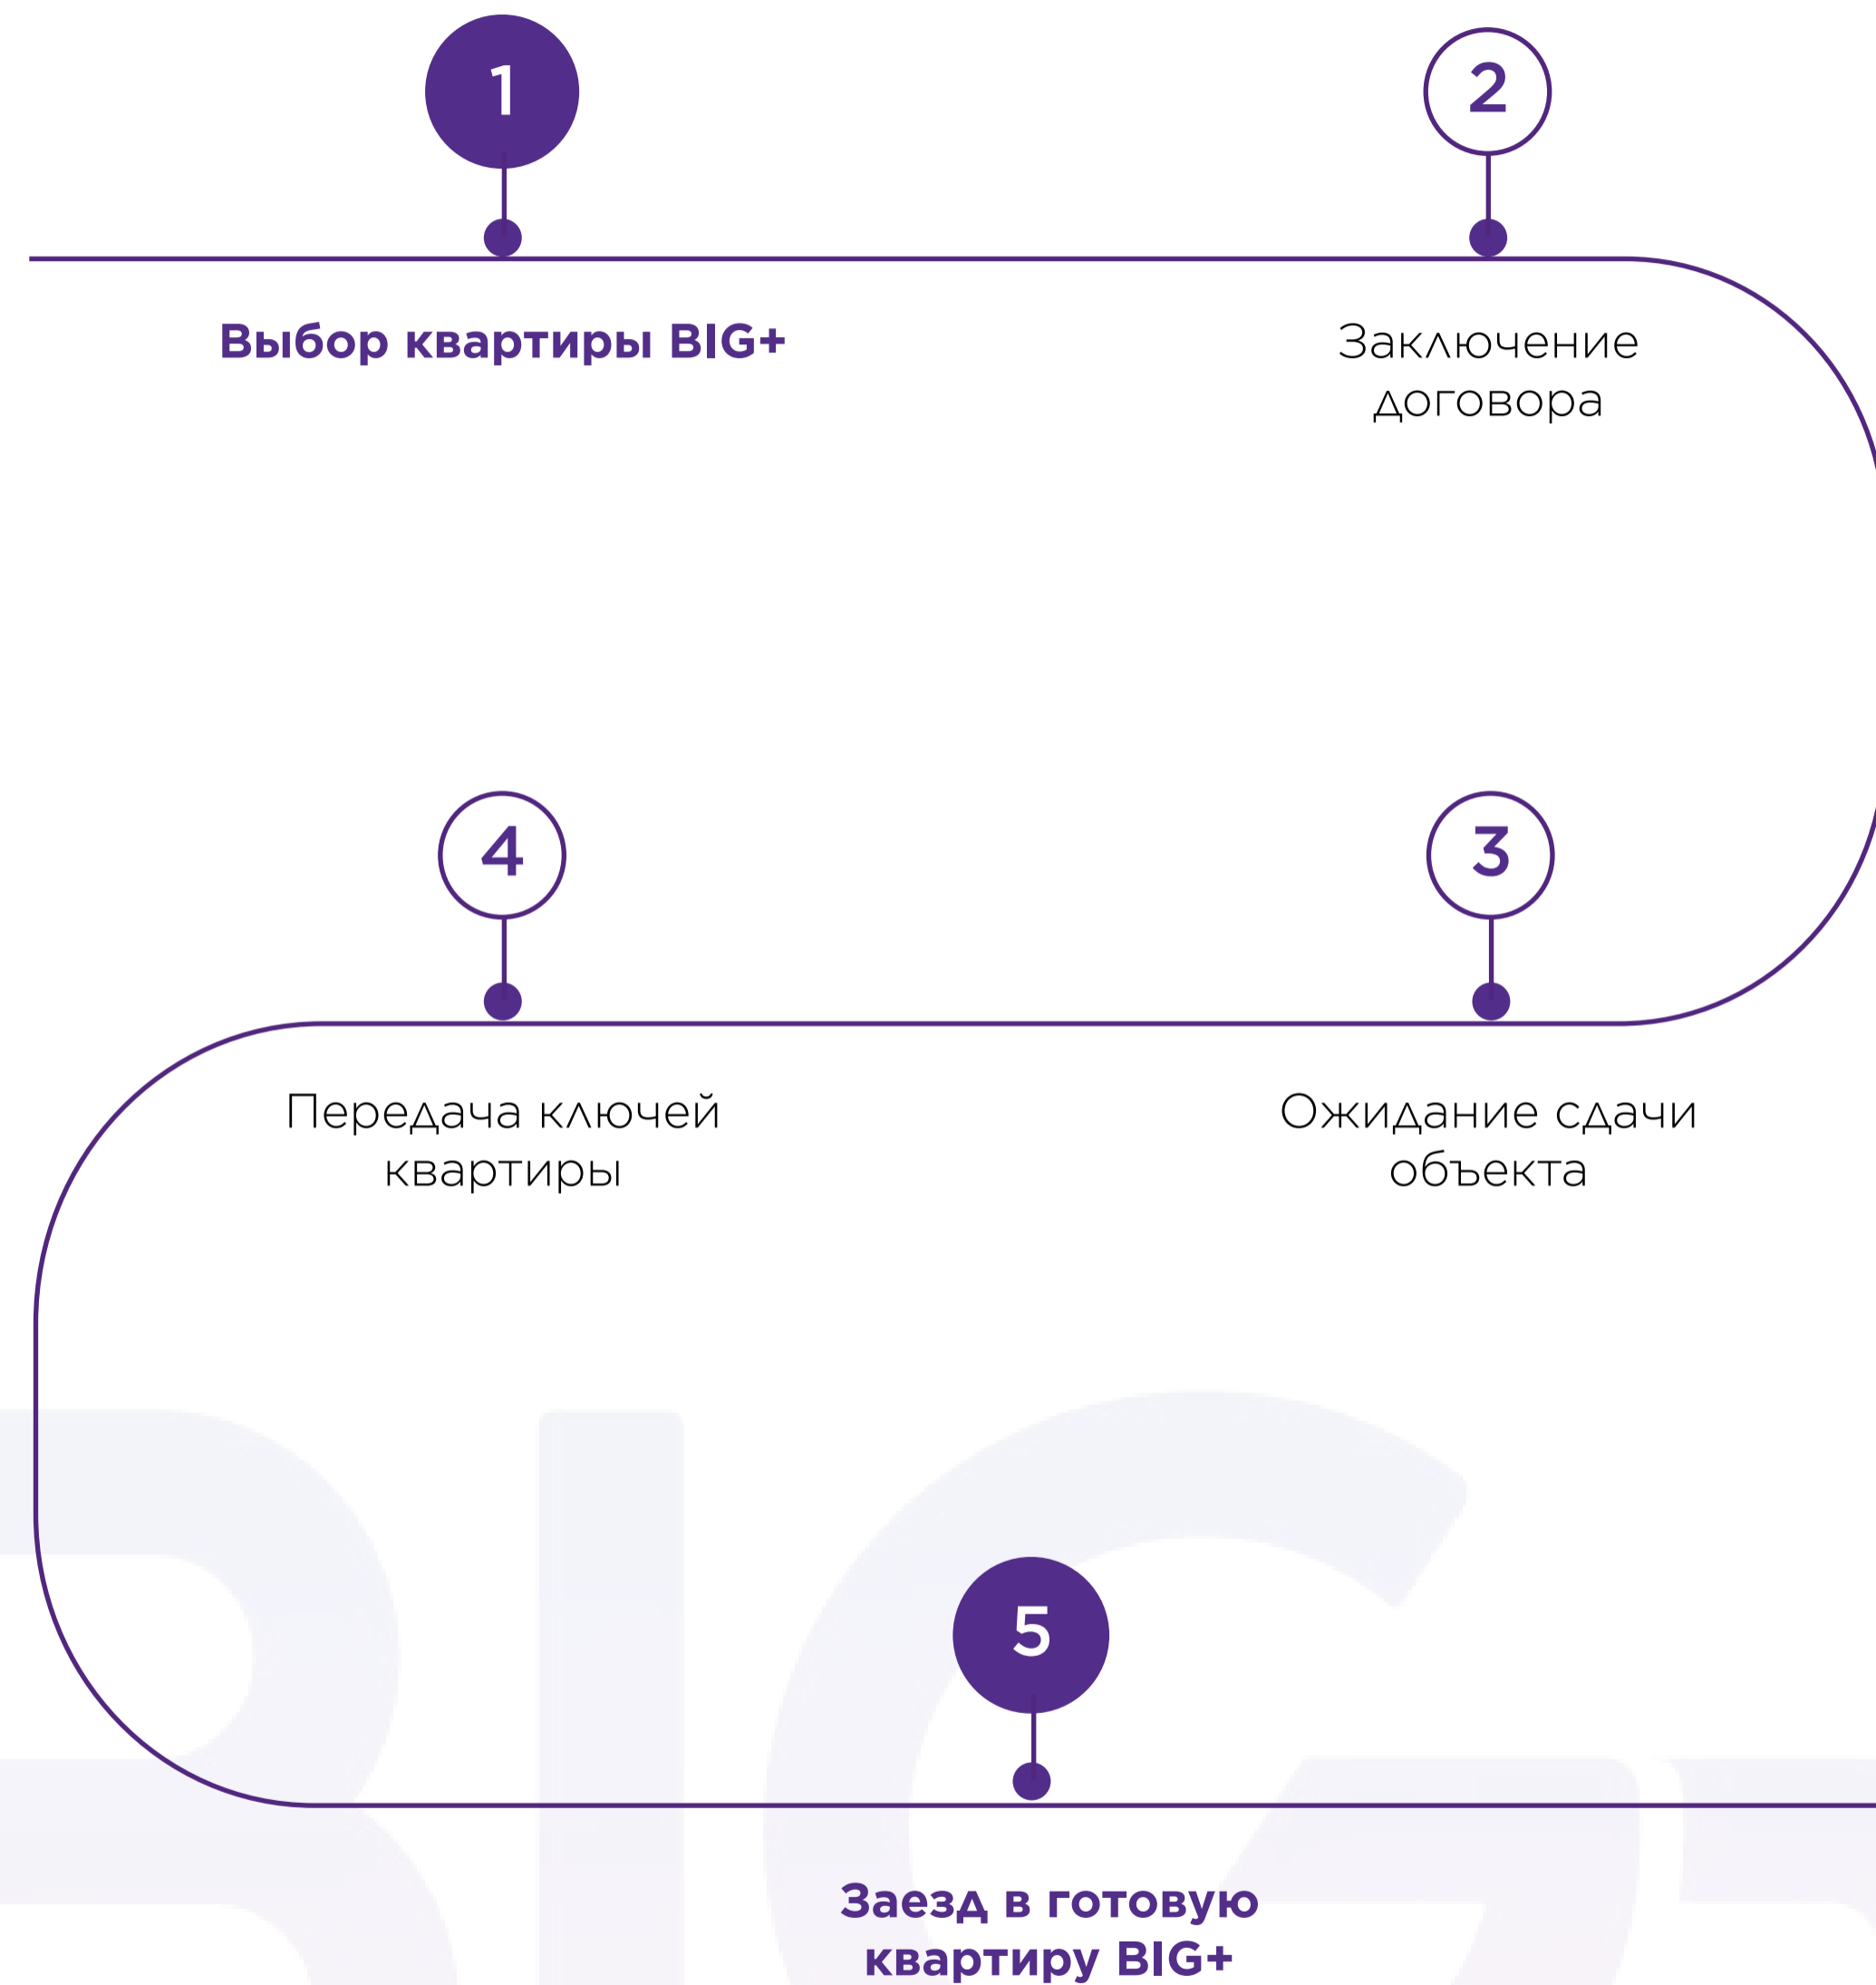 1
Выбор квартиры BIG+
2
Заключение
договора
3
Ожидание сдачи
объекта
4
Передача ключей
квартиры
5
Заезд в готовую
квартиру BIG+
BIG+